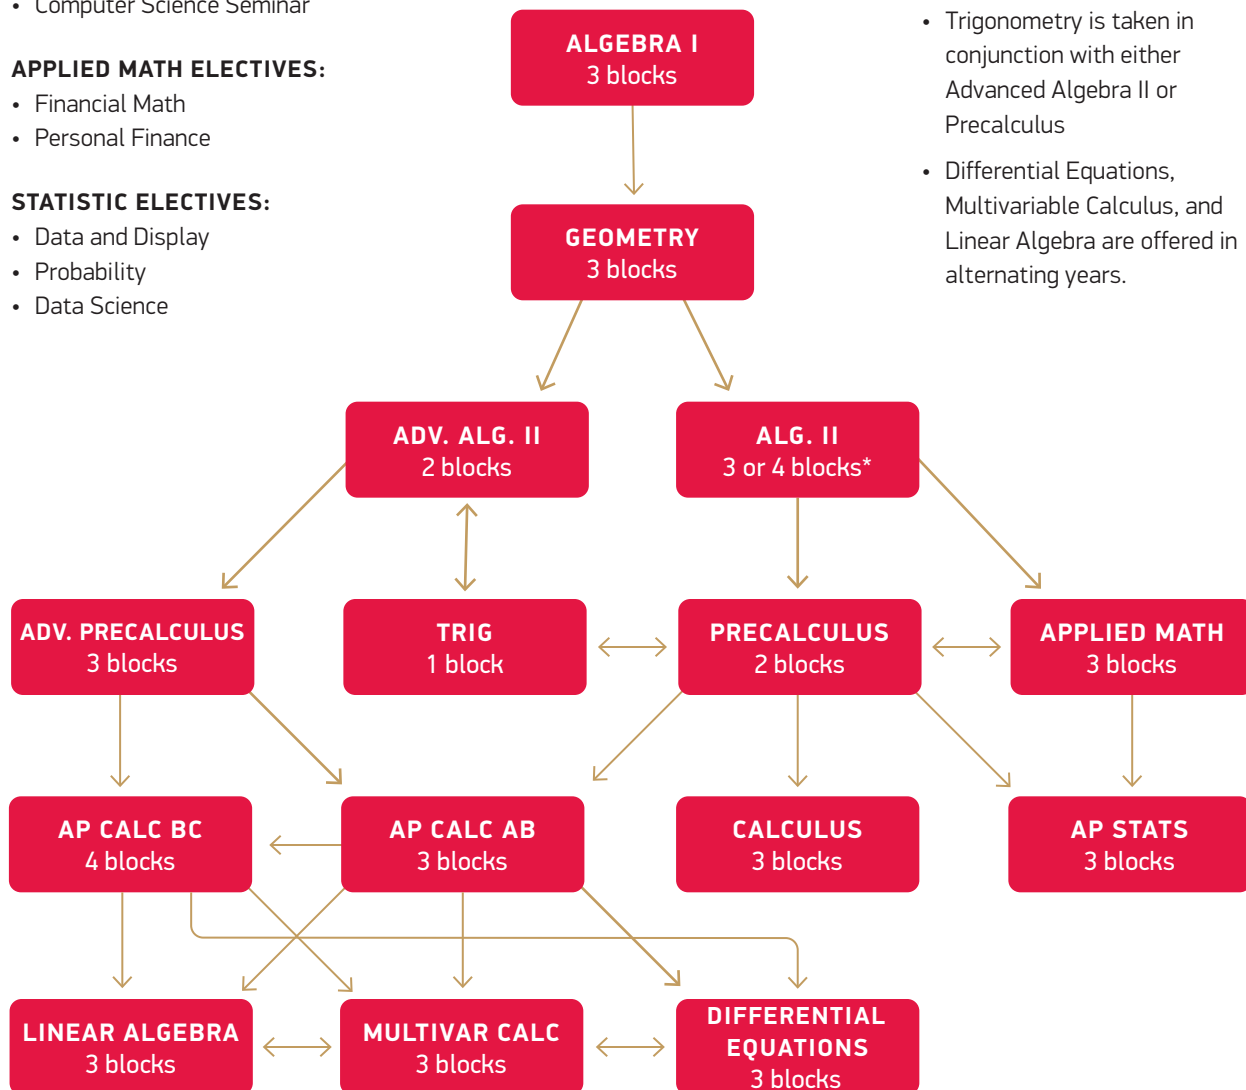 • Computer Science Seminar
APPLIED MATH ELECTIVES:
• Financial Math
• Personal Finance
STATISTIC ELECTIVES:
• Data and Display
• Probability
• Data Science
• Trigonometry is taken in
conjunction with either
Advanced Algebra II or
Precalculus
• Differential Equations,
Multivariable Calculus, and
Linear Algebra are offered in
alternating years.
ALGEBRA I
3 blocks
GEOMETRY
3 blocks
ADV. ALG. II
2 blocks
ALG. II
3 or 4 blocks*
ADV. PRECALCULUS
3 blocks
TRIG
1 block
PRECALCULUS
2 blocks
APPLIED MATH
3 blocks
AP CALC BC
4 blocks
AP CALC AB
3 blocks
CALCULUS
3 blocks
AP STATS
3 blocks
LINEAR ALGEBRA
3 blocks
MULTIVAR CALC
3 blocks
DIFFERENTIAL
EQUATIONS
3 blocks